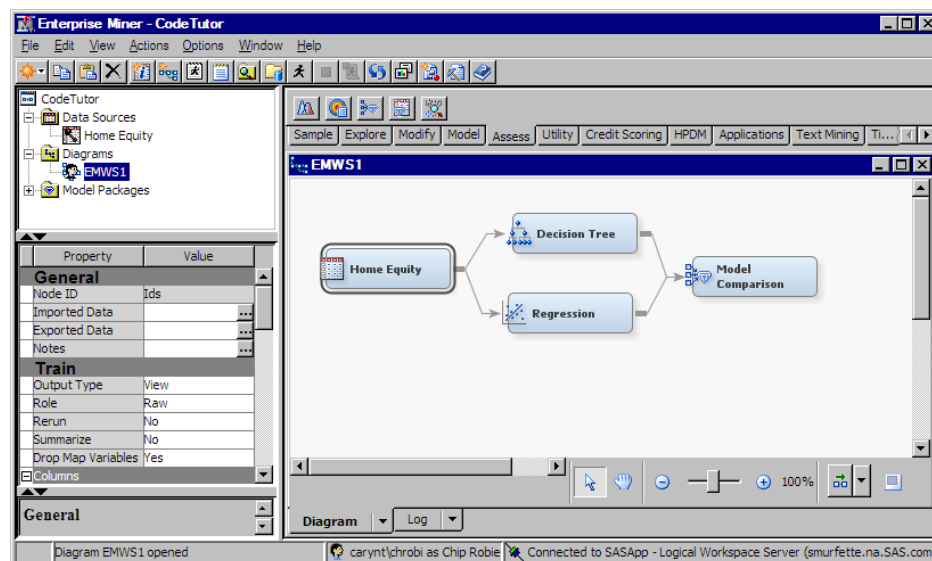 Enterprise Miner - CodeTutor
File Edit View Actions Options Window Help
CodeTutor
Data Sources
Home Equity
Diagrams
EMWS1
Model Packages
Property Value
General
Node ID Ids
Imported Data ...
Exported Data ...
Notes ...
Train
Output Type View
Role Raw
Rerun No
Summarize No
Drop Map Variables Yes
Columns
General
Sample Explore Modify Model Assess Utility Credit Scoring HPDM Applications Text Mining Ti...
EMWS1
Home Equity
Decision Tree
Regression
Model
Comparison
100%
Diagram Log
Diagram EMWS1 opened
carynt\chrobi as Chip Robie
Connected to SASApp - Logical Workspace Server (smurfette.na.SAS.com